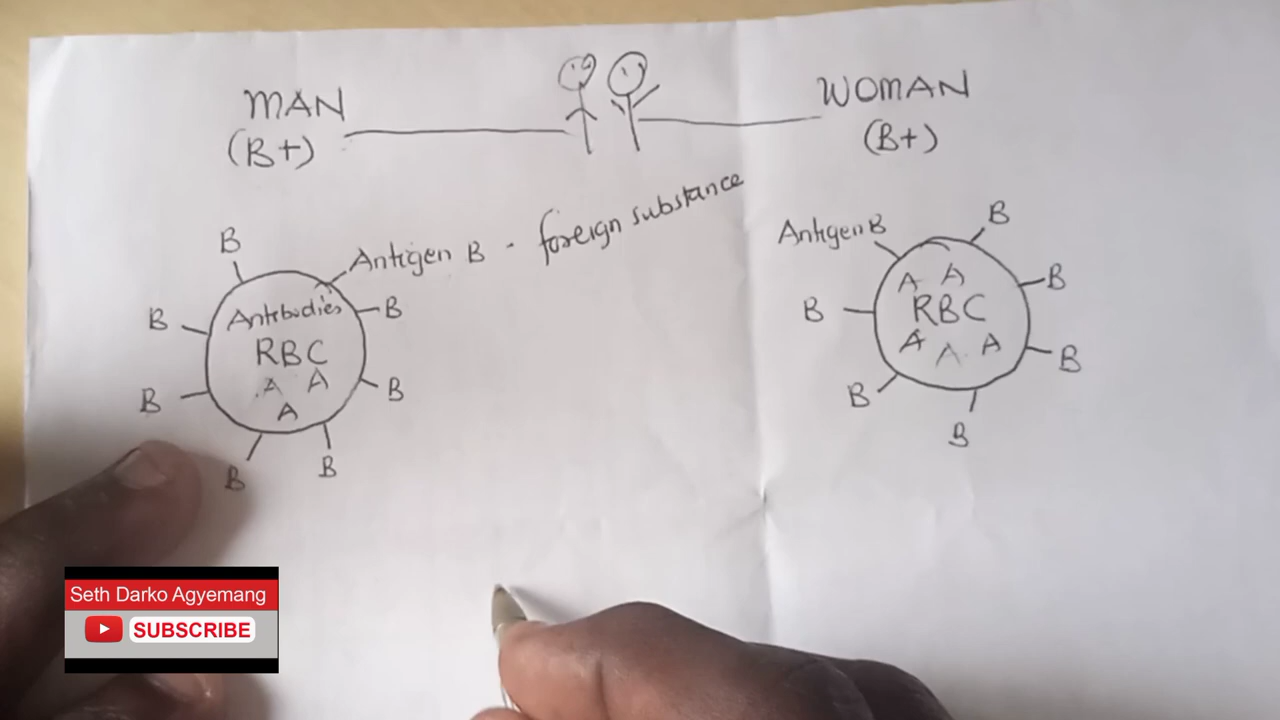 MAN
(B+)
WOMAN
(B+)
B
Antigen B - foreign substance
B
B
Antibodies
RBC
A A
A
B
B
B
B
Antigen B
B
B
B
A A
RBC
A A A
B
B
B
Seth Darko Agyemang
SUBSCRIBE